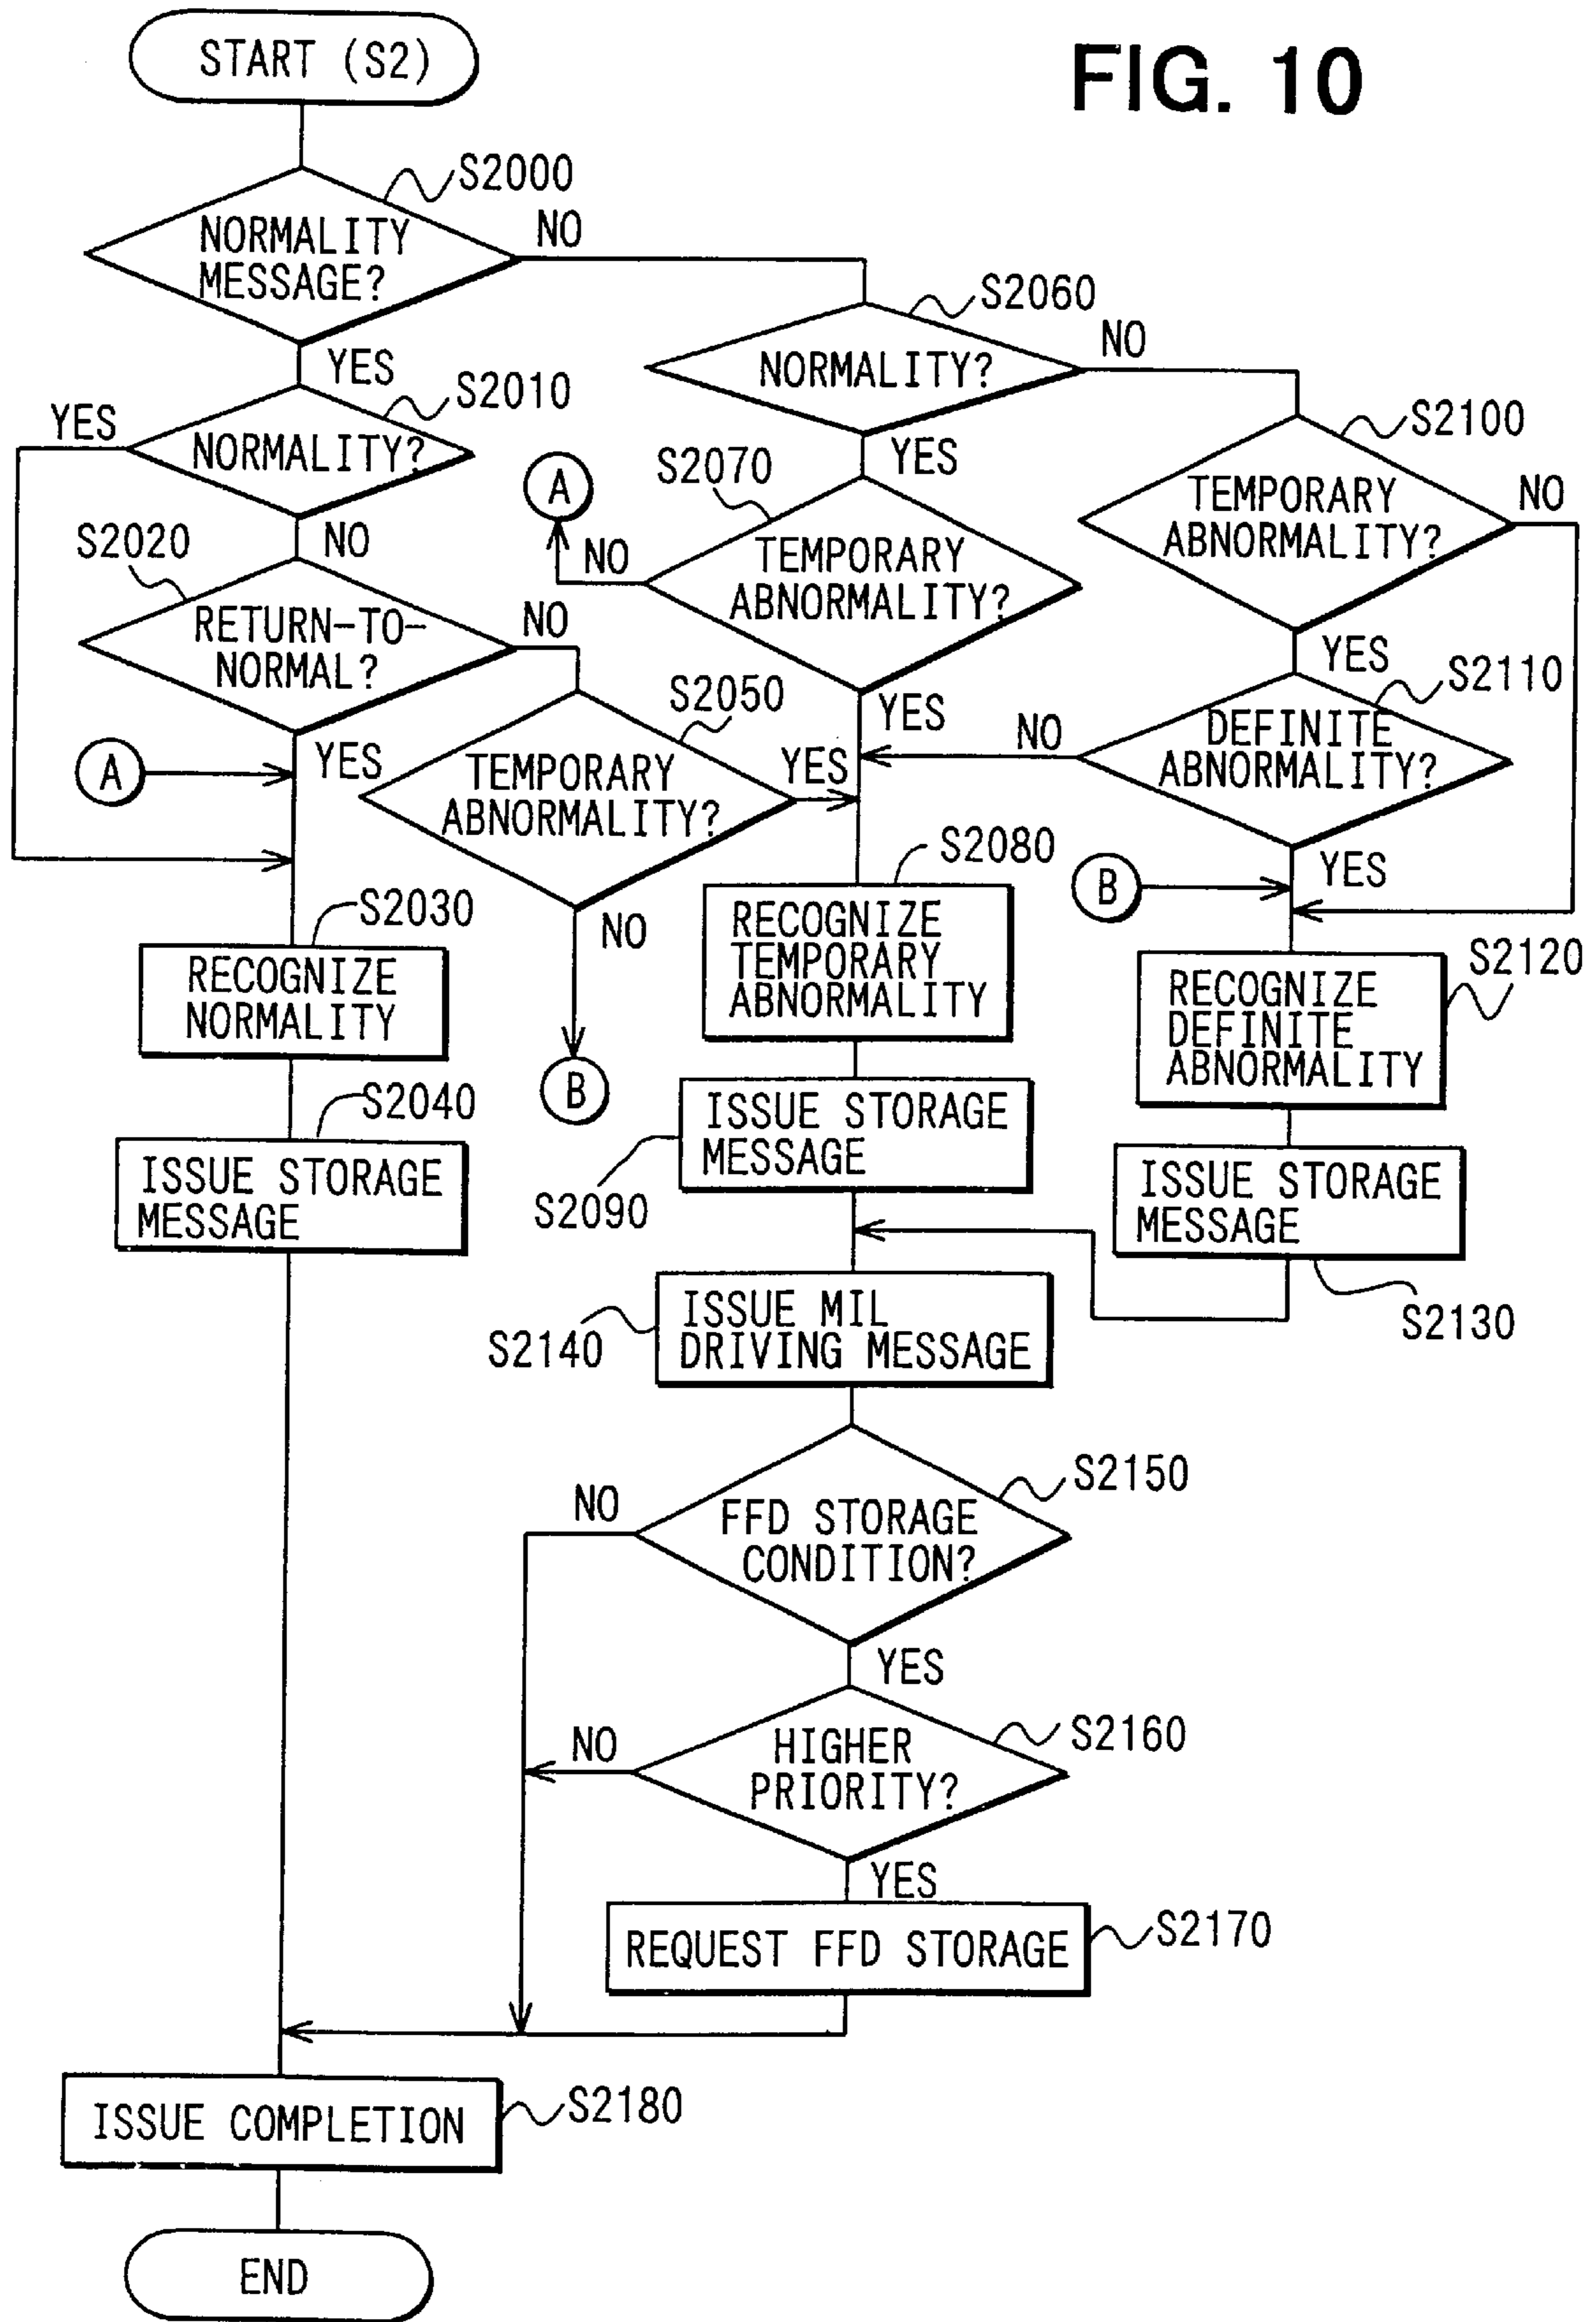 FIG. 10
START (S2)
S2000
NORMALITY
MESSAGE?
NO
YES
S2010
YES
NORMALITY?
NO
S2020
RETURN-TO-
NORMAL?
NO
YES
A
S2050
TEMPORARY
ABNORMALITY?
YES
NO
B
S2030
RECOGNIZE
NORMALITY
S2040
ISSUE STORAGE
MESSAGE
S2060
NORMALITY?
NO
YES
S2070
A
NO
TEMPORARY
ABNORMALITY?
YES
S2080
RECOGNIZE
TEMPORARY
ABNORMALITY
ISSUE STORAGE
MESSAGE
S2090
S2100
TEMPORARY
ABNORMALITY?
NO
YES
S2110
NO
DEFINITE
ABNORMALITY?
YES
B
S2120
RECOGNIZE
DEFINITE
ABNORMALITY
ISSUE STORAGE
MESSAGE
S2130
ISSUE MIL
DRIVING MESSAGE
S2140
S2150
NO
FFD STORAGE
CONDITION?
YES
S2160
NO
HIGHER
PRIORITY?
YES
REQUEST FFD STORAGE
S2170
ISSUE COMPLETION
S2180
END